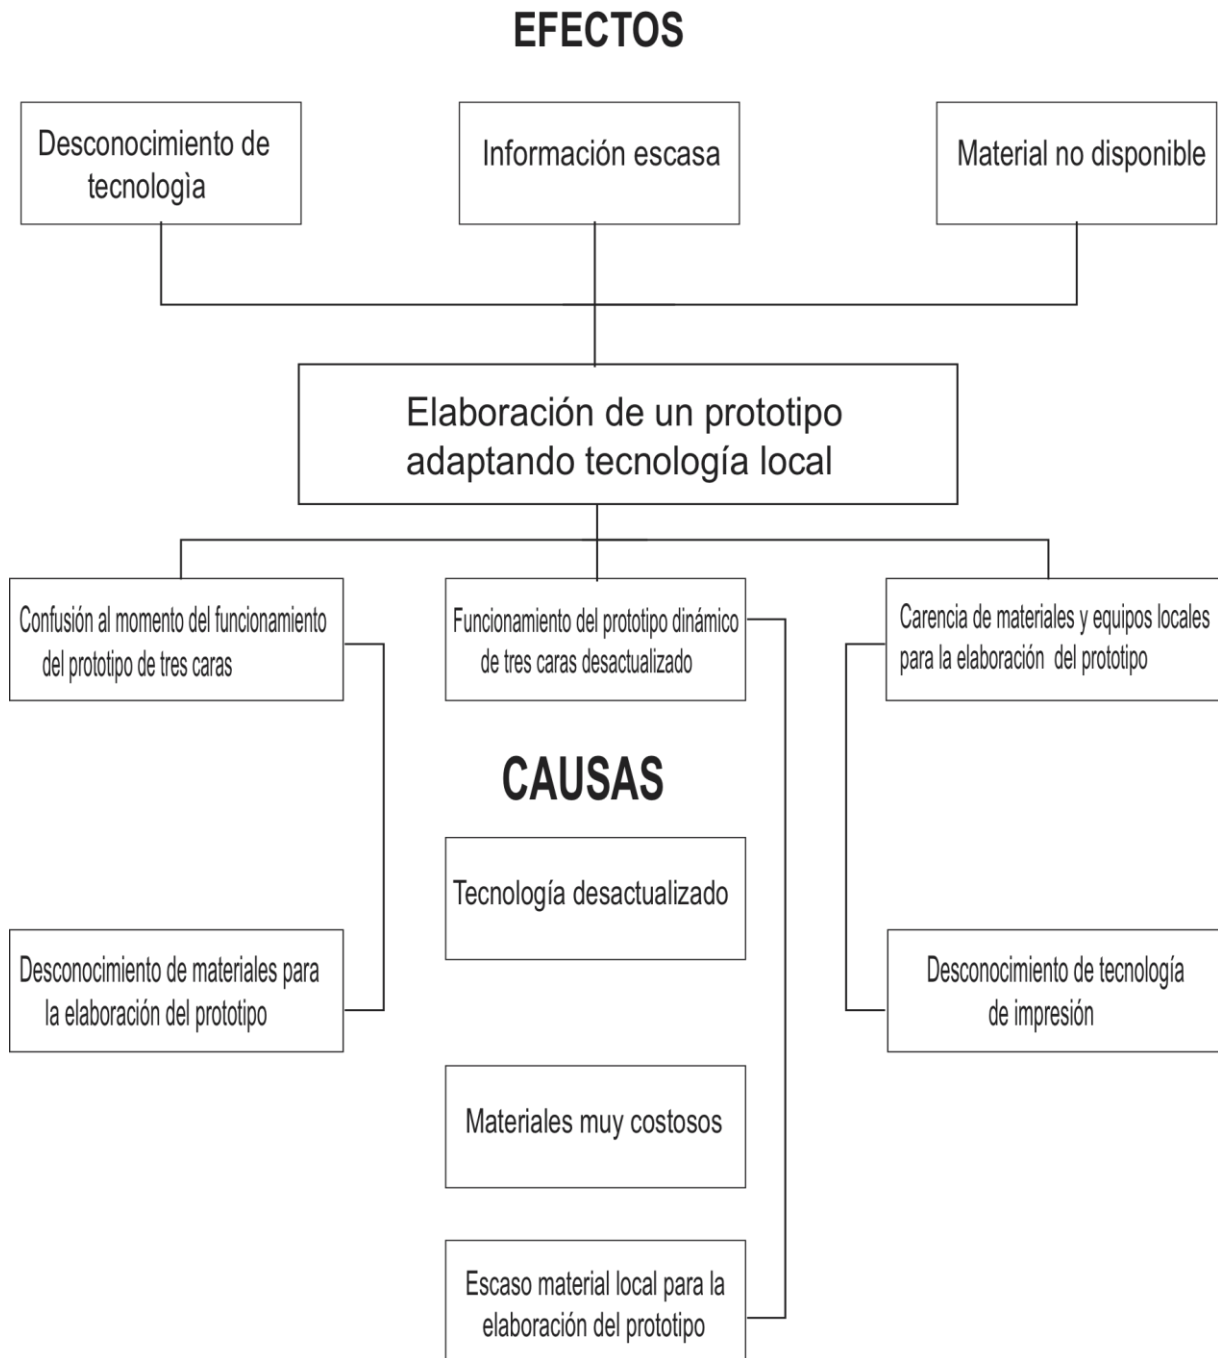 EFECTOS
Desconocimiento de
tecnologìa
Información escasa
Material no disponible
Elaboración de un prototipo
adaptando tecnología local
Confusión al momento del funcionamiento
del prototipo de tres caras
Funcionamiento del prototipo dinámico
de tres caras desactualizado
Carencia de materiales y equipos locales
para la elaboración del prototipo
CAUSAS
Tecnología desactualizado
Desconocimiento de materiales para
la elaboración del prototipo
Desconocimiento de tecnología
de impresión
Materiales muy costosos
Escaso material local para la
elaboración del prototipo